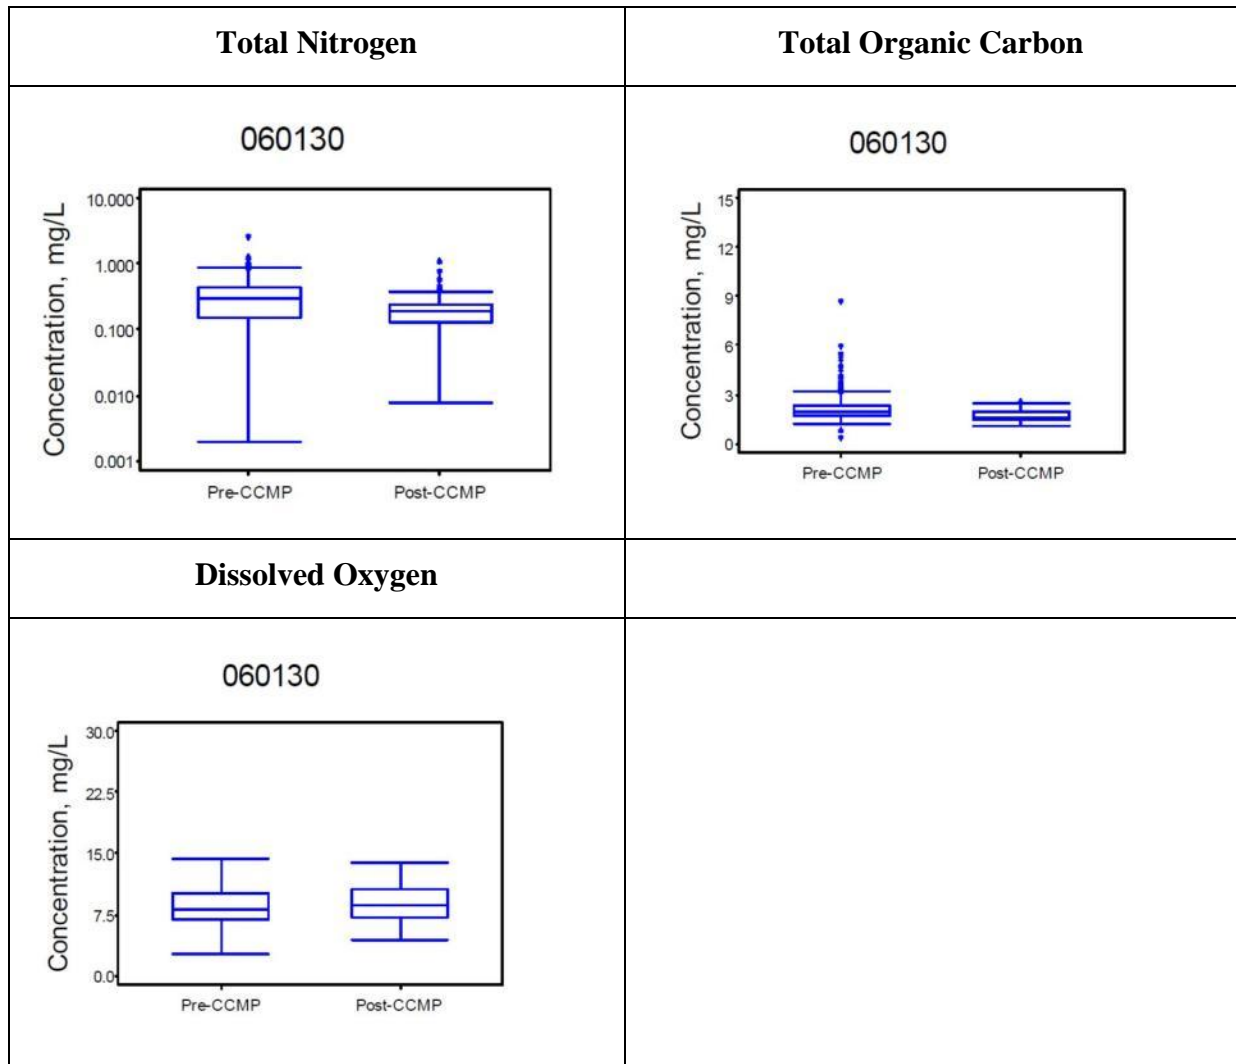 Total Nitrogen
Total Organic Carbon
060130
Concentration, mg/L
10.000
1.000
0.100
0.010
0.001
Pre-CCMP
Post-CCMP
060130
Concentration, mg/L
15
12
9
6
3
0
Pre-CCMP
Post-CCMP
Dissolved Oxygen
060130
Concentration, mg/L
30.0
22.5
15.0
7.5
0.0
Pre-CCMP
Post-CCMP